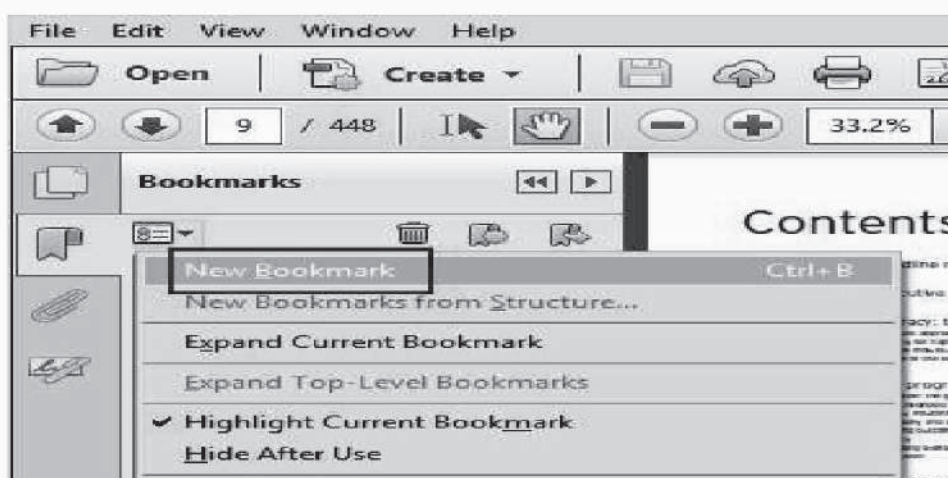 File Edit View Window Help
Open Create
9 / 448 33.2%
Bookmarks
Contents
New Bookmark Ctrl+B
New Bookmarks from Structure...
Expand Current Bookmark
Expand Top-Level Bookmarks
Highlight Current Bookmark
Hide After Use